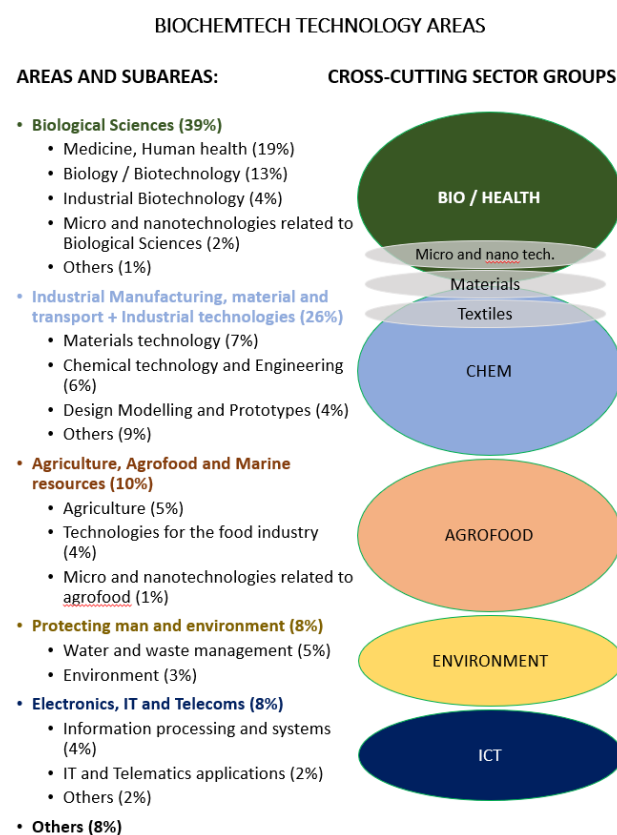 BIOCHEMTECH TECHNOLOGY AREAS
AREAS AND SUBAREAS:
• Biological Sciences (39%)
• Medicine, Human health (19%)
• Biology / Biotechnology (13%)
• Industrial Biotechnology (4%)
• Micro and nanotechnologies related to
Biological Sciences (2%)
• Others (1%)
• Industrial Manufacturing, material and
transport + Industrial technologies (26%)
• Materials technology (7%)
• Chemical technology and Engineering
(6%)
• Design Modelling and Prototypes (4%)
• Others (9%)
• Agriculture, Agrofood and Marine
resources (10%)
• Agriculture (5%)
• Technologies for the food industry
(4%)
• Micro and nanotechnologies related to
agrofood (1%)
• Protecting man and environment (8%)
• Water and waste management (5%)
• Environment (3%)
• Electronics, IT and Telecoms (8%)
• Information processing and systems
(4%)
• IT and Telematics applications (2%)
• Others (2%)
• Others (8%)
CROSS-CUTTING SECTOR GROUPS
BIO / HEALTH
Micro and nano tech.
Materials
Textiles
CHEM
AGROFOOD
ENVIRONMENT
ICT